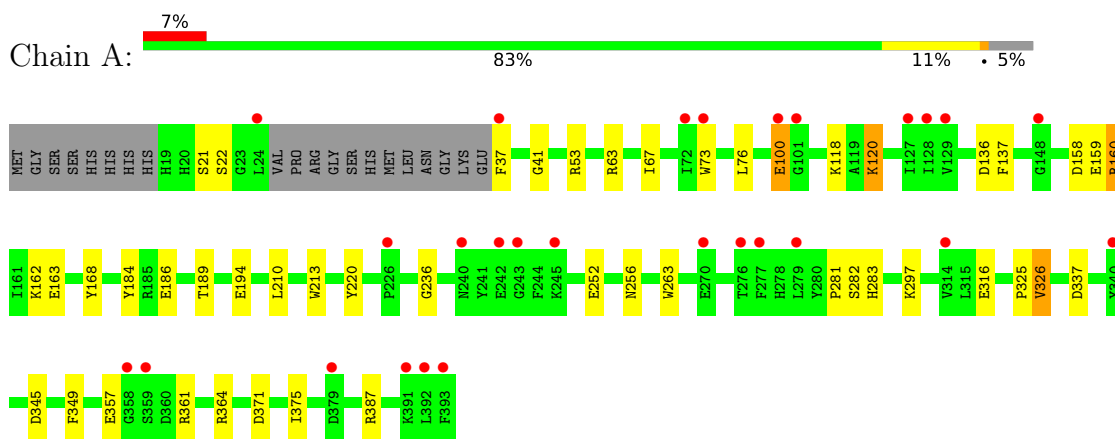 7%
Chain A:
83% 11% • 5%
MET GLY SER SER HIS HIS HIS HIS HIS H19 H20 S21 S22 G23 L24 VAL PRO ARG GLY SER HIS MET LEU ASN GLY LYS GLU F37 G41 R53 R63 I67 I72 W73 L76 E100 G101 K118 A119 K120 I127 I128 V129 D136 F137 G148 D158 E159 R160
I161 K162 E163 Y168 Y184 R185 E186 T189 E194 L210 W213 Y220 P226 G236 N240 Y241 E242 G243 F244 K245 E252 N256 W263 E270 T276 F277 H278 L279 Y280 P281 S282 H283 K297 V314 L315 E316 P325 V326 D337 Y340
D345 F349 E357 G358 S359 D360 R361 R364 D371 I375 D379 R387 K391 L392 F393